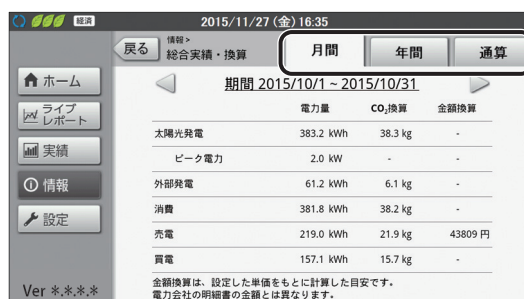 経済 2015/11/27 (金) 16:35
戻る
情報>
総合実績・換算
月間 年間 通算
ホーム
ライブ
レポート
実績
情報
設定
Ver *.*.*.*
期間 2015/10/1 ~ 2015/10/31
電力量 CO₂換算 金額換算
太陽光発電 383.2 kWh 38.3 kg -
ピーク電力 2.0 kW - -
外部発電 61.2 kWh 6.1 kg -
消費 381.8 kWh 38.2 kg -
売電 219.0 kWh 21.9 kg 43809 円
買電 157.1 kWh 15.7 kg -
金額換算は、設定した単価をもとに計算した目安です。
電力会社の明細書の金額とは異なります。